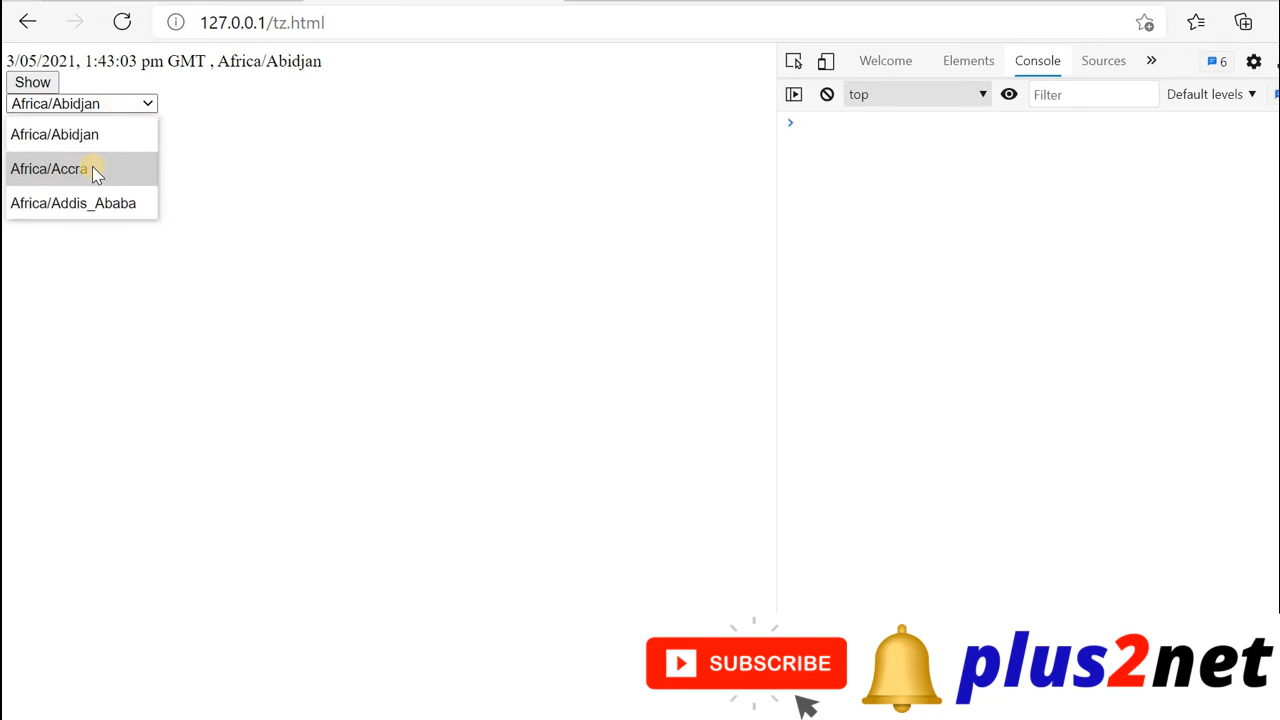 127.0.0.1/tz.html
3/05/2021, 1:43:03 pm GMT , Africa/Abidjan
Show
Africa/Abidjan
Africa/Abidjan
Africa/Accra
Africa/Addis_Ababa
Welcome Elements Console Sources 6
top Filter Default levels
SUBSCRIBE
plus2net